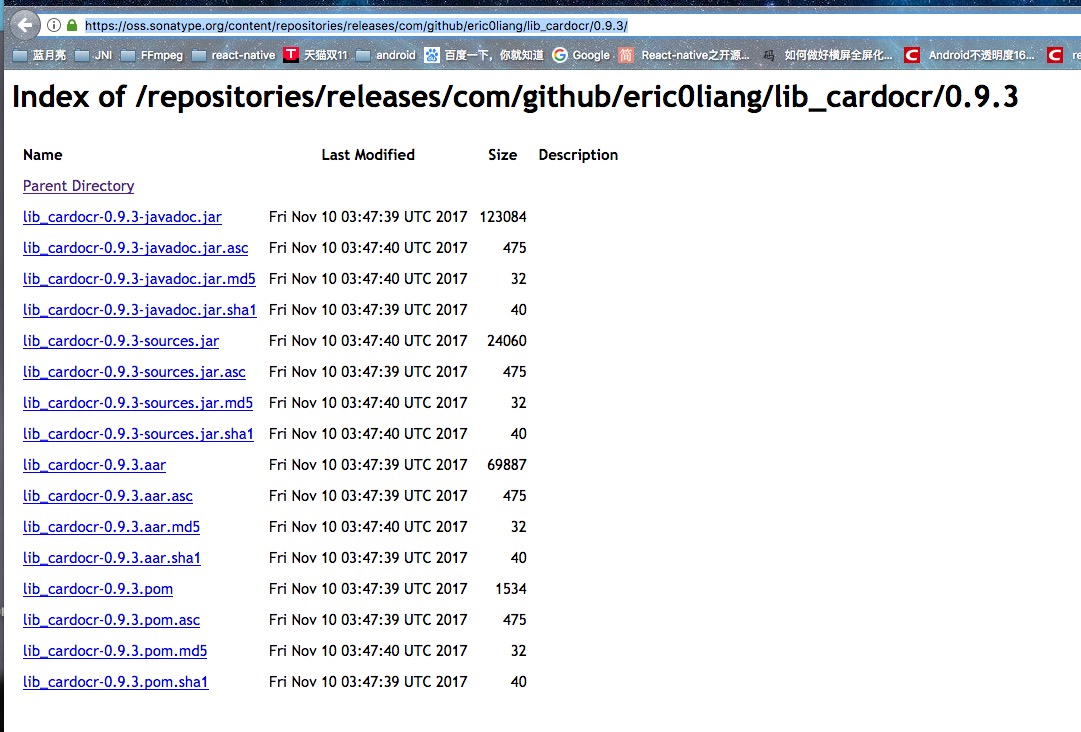 https://oss.sonatype.org/content/repositories/releases/com/github/eric0liang/lib_cardocr/0.9.3/
蓝月亮 JNI FFmpeg react-native T 天猫双11 android 百度一下，你就知道 G Google 简 React-native之开源... 码 如何做好横屏全屏化... C Android不透明度16... C re
Index of /repositories/releases/com/github/eric0liang/lib_cardocr/0.9.3
Name Last Modified Size Description
Parent Directory
lib_cardocr-0.9.3-javadoc.jar Fri Nov 10 03:47:39 UTC 2017 123084
lib_cardocr-0.9.3-javadoc.jar.asc Fri Nov 10 03:47:40 UTC 2017 475
lib_cardocr-0.9.3-javadoc.jar.md5 Fri Nov 10 03:47:40 UTC 2017 32
lib_cardocr-0.9.3-javadoc.jar.sha1 Fri Nov 10 03:47:39 UTC 2017 40
lib_cardocr-0.9.3-sources.jar Fri Nov 10 03:47:40 UTC 2017 24060
lib_cardocr-0.9.3-sources.jar.asc Fri Nov 10 03:47:40 UTC 2017 475
lib_cardocr-0.9.3-sources.jar.md5 Fri Nov 10 03:47:40 UTC 2017 32
lib_cardocr-0.9.3-sources.jar.sha1 Fri Nov 10 03:47:40 UTC 2017 40
lib_cardocr-0.9.3.aar Fri Nov 10 03:47:39 UTC 2017 69887
lib_cardocr-0.9.3.aar.asc Fri Nov 10 03:47:40 UTC 2017 475
lib_cardocr-0.9.3.aar.md5 Fri Nov 10 03:47:40 UTC 2017 32
lib_cardocr-0.9.3.aar.sha1 Fri Nov 10 03:47:39 UTC 2017 40
lib_cardocr-0.9.3.pom Fri Nov 10 03:47:39 UTC 2017 1534
lib_cardocr-0.9.3.pom.asc Fri Nov 10 03:47:40 UTC 2017 475
lib_cardocr-0.9.3.pom.md5 Fri Nov 10 03:47:40 UTC 2017 32
lib_cardocr-0.9.3.pom.sha1 Fri Nov 10 03:47:39 UTC 2017 40